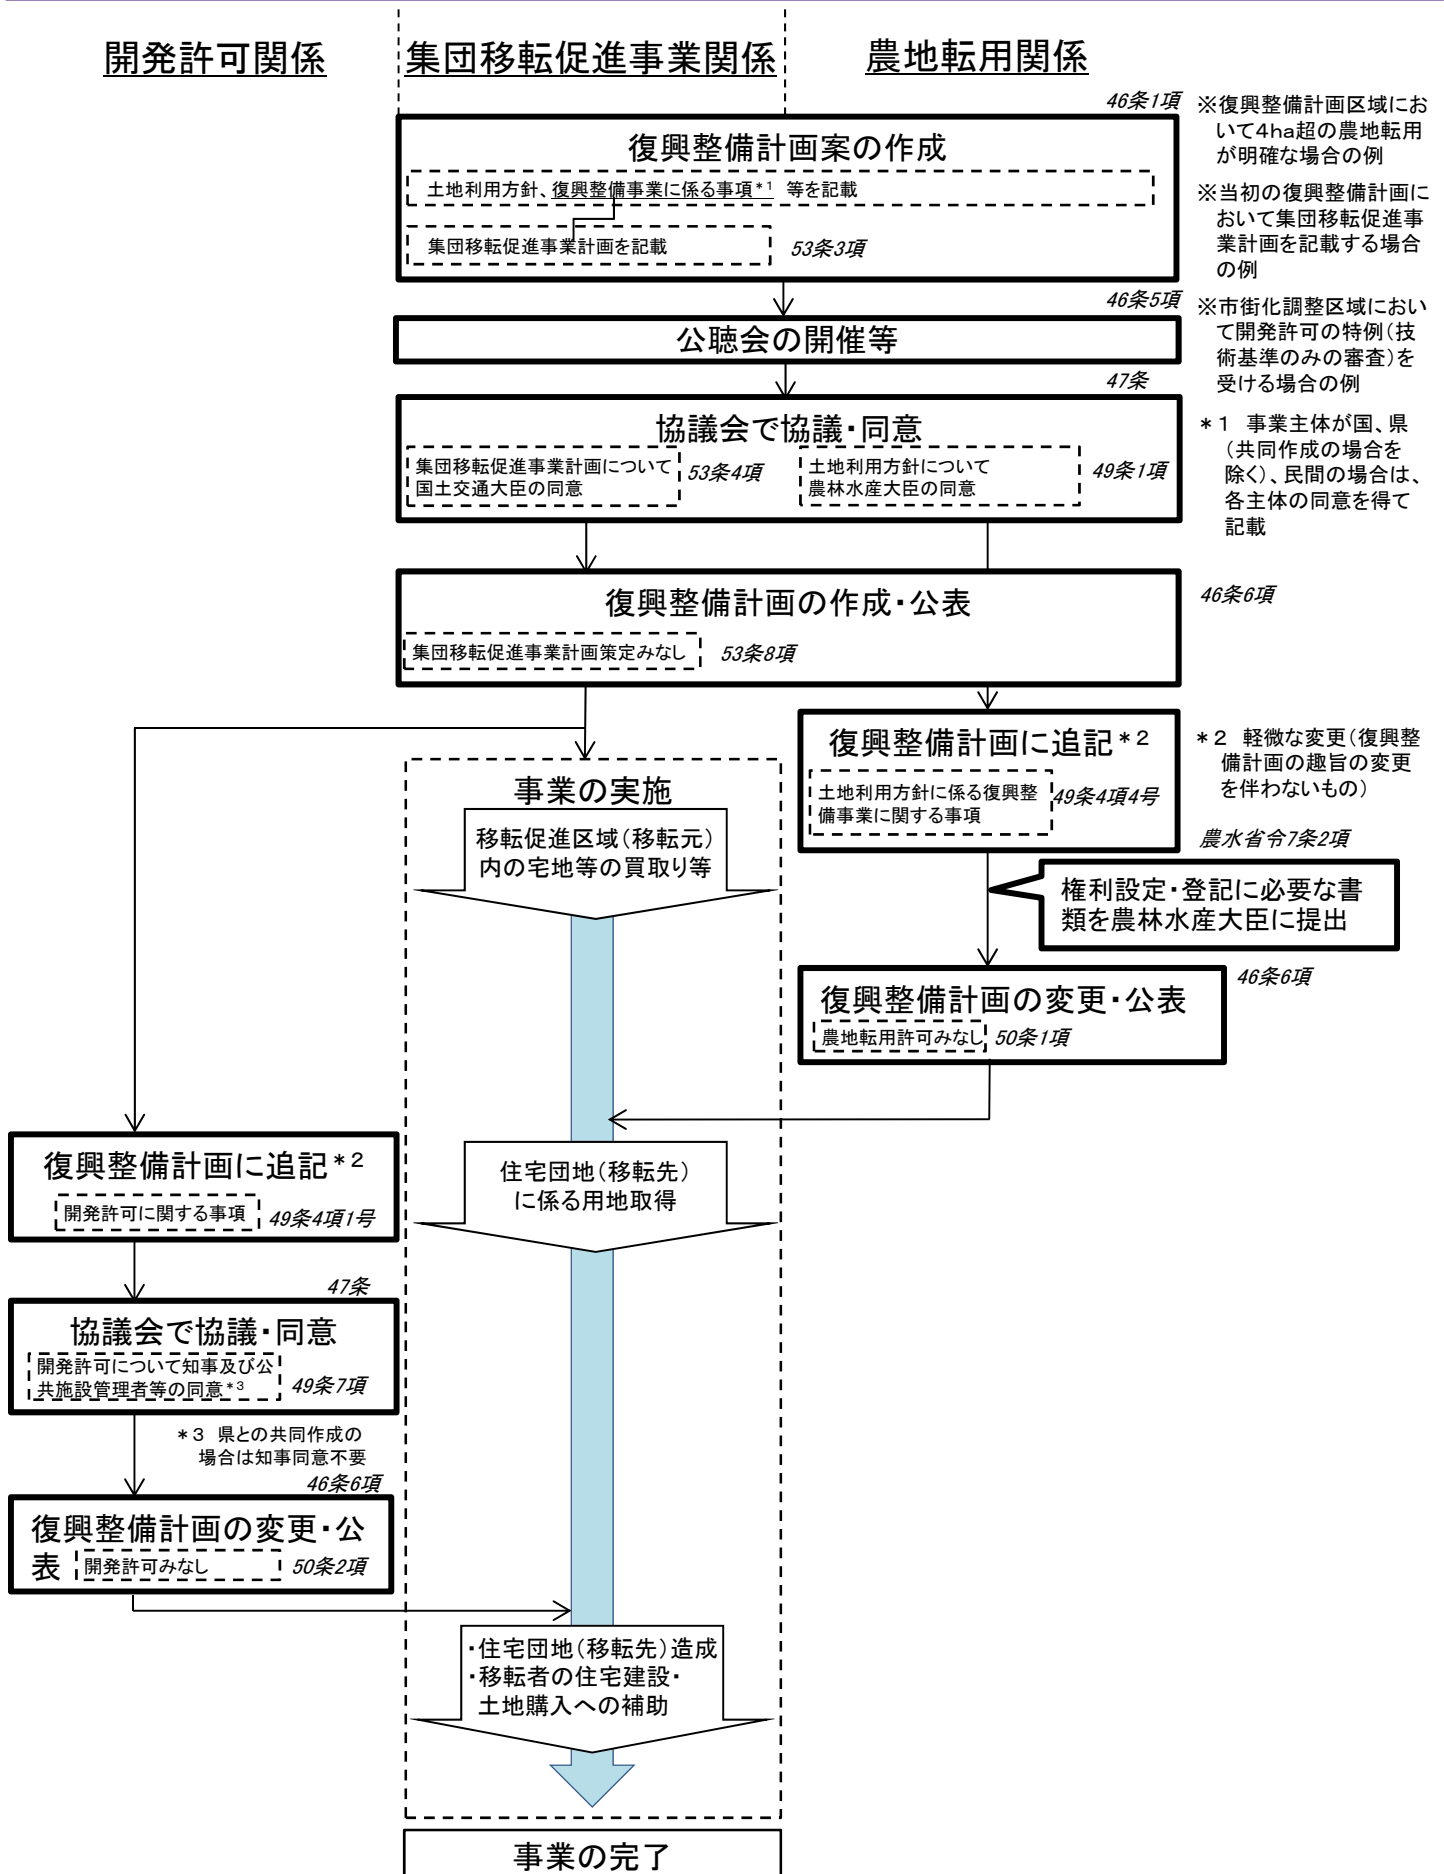 開発許可関係
集団移転促進事業関係
農地転用関係
46条1項
復興整備計画案の作成
土地利用方針、復興整備事業に係る事項*1 等を記載
集団移転促進事業計画を記載
53条3項
※復興整備計画区域にお
いて4ha超の農地転用
が明確な場合の例
※当初の復興整備計画に
おいて集団移転促進事
業計画を記載する場合
の例
※市街化調整区域におい
て開発許可の特例(技
術基準のみの審査)を
受ける場合の例
46条5項
公聴会の開催等
47条
協議会で協議・同意
集団移転促進事業計画について
国土交通大臣の同意
53条4項
土地利用方針について
農林水産大臣の同意
49条1項
*1 事業主体が国、県
(共同作成の場合を
除く)、民間の場合は、
各主体の同意を得て
記載
復興整備計画の作成・公表
集団移転促進事業計画策定みなし
53条8項
46条6項
復興整備計画に追記*2
土地利用方針に係る復興整
備事業に関する事項
49条4項4号
*2 軽微な変更(復興整
備計画の趣旨の変更
を伴わないもの)
農水省令7条2項
権利設定・登記に必要な書
類を農林水産大臣に提出
46条6項
復興整備計画の変更・公表
農地転用許可みなし
50条1項
事業の実施
移転促進区域(移転元)
内の宅地等の買取り等
住宅団地(移転先)
に係る用地取得
復興整備計画に追記*2
開発許可に関する事項
49条4項1号
47条
協議会で協議・同意
開発許可について知事及び公
共施設管理者等の同意*3
49条7項
*3 県との共同作成の
場合は知事同意不要
46条6項
復興整備計画の変更・公
表
開発許可みなし
50条2項
・住宅団地(移転先)造成
・移転者の住宅建設・
土地購入への補助
事業の完了